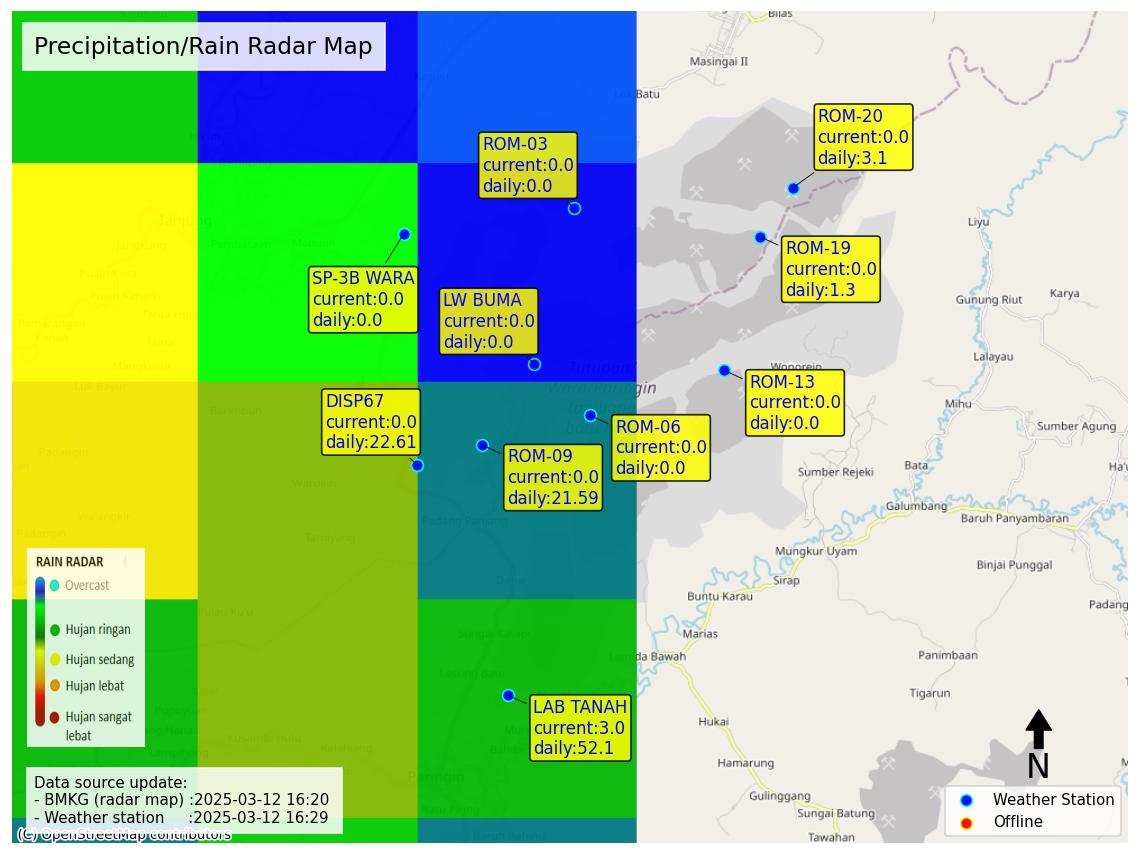 Precipitation/Rain Radar Map
Bilas
Masingai II
Kapuu
Luk Batu
ROM-20
current:0.0
daily:3.1
ROM-03
current:0.0
daily:0.0
Tanjung
Liyu
SP-3B WARA
current:0.0
daily:0.0
ROM-19
current:0.0
daily:1.3
LW BUMA
current:0.0
daily:0.0
Gunung Riut
Karya
Lalayau
Wonorejo
ROM-13
current:0.0
daily:0.0
Mihu
Sumber Agung
DISP67
current:0.0
daily:22.61
ROM-06
current:0.0
daily:0.0
ROM-09
current:0.0
daily:21.59
Sumber Rejeki
Bata
Galumbang
Baruh Panyambaran
Padang Panjang
Mungkur Uyam
Binjai Punggal
Sirap
Dahai
Buntu Karau
Padang
Marias
Lamida Bawah
Panimbaan
Tigarun
RAIN RADAR
Overcast
Hujan ringan
Hujan sedang
Hujan lebat
Hujan sangat
lebat
LAB TANAH
current:3.0
daily:52.1
Hukai
Hamarung
Paringin
N
Gulinggang
Sungai Batung
Tawahan
Data source update:
- BMKG (radar map) :2025-03-12 16:20
- Weather station :2025-03-12 16:29
(C) OpenStreetMap contributors
Weather Station
Offline